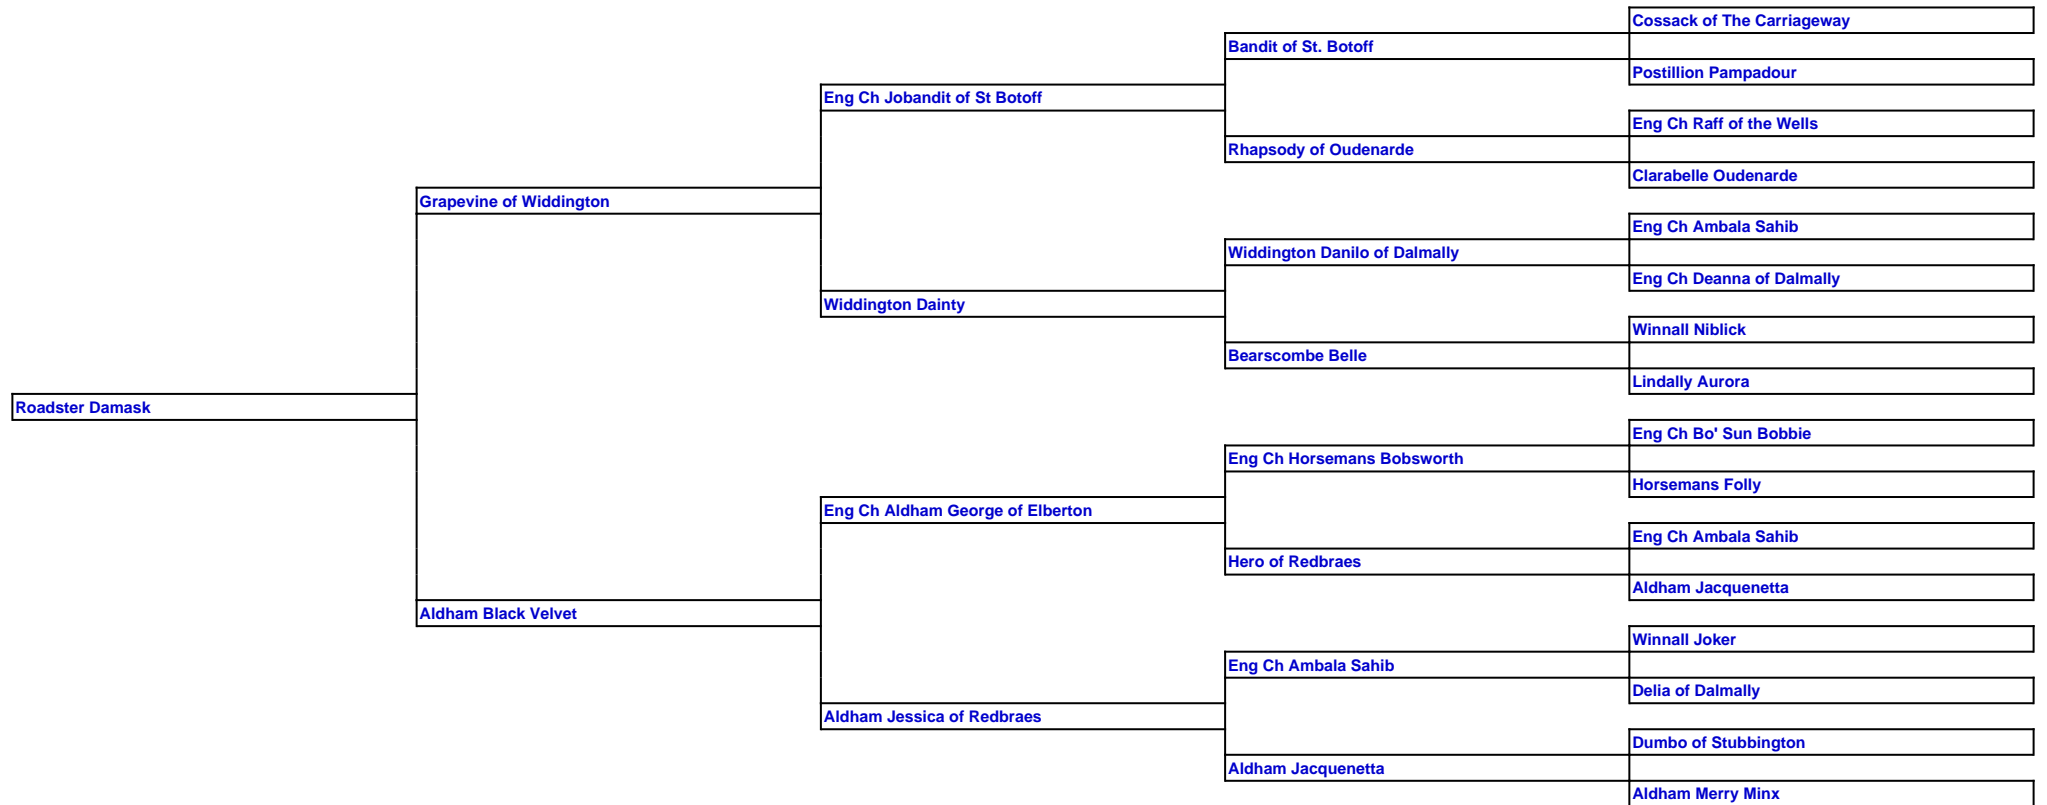 Cossack of The Carriageway
Bandit of St. Botoff
Postillion Pampadour
Eng Ch Jobandit of St Botoff
Eng Ch Raff of the Wells
Rhapsody of Oudenarde
Clarabelle Oudenarde
Grapevine of Widdington
Eng Ch Ambala Sahib
Widdington Danilo of Dalmally
Eng Ch Deanna of Dalmally
Widdington Dainty
Winnall Niblick
Bearscombe Belle
Lindally Aurora
Roadster Damask
Eng Ch Bo' Sun Bobbie
Eng Ch Horsemans Bobsworth
Horsemans Folly
Eng Ch Aldham George of Elberton
Eng Ch Ambala Sahib
Hero of Redbraes
Aldham Jacquenetta
Aldham Black Velvet
Winnall Joker
Eng Ch Ambala Sahib
Delia of Dalmally
Aldham Jessica of Redbraes
Dumbo of Stubbington
Aldham Jacquenetta
Aldham Merry Minx